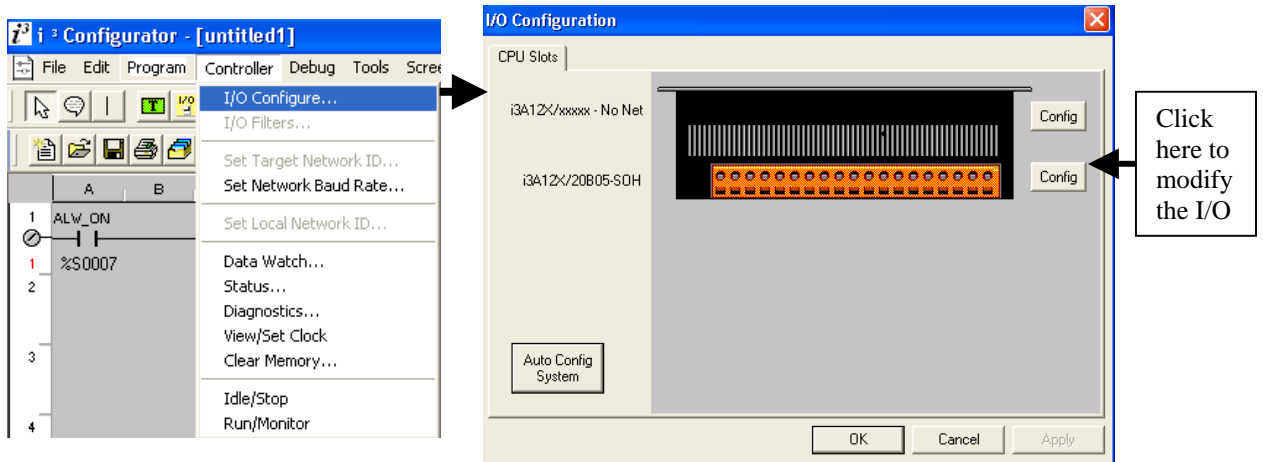 i³ i ³ Configurator - [untitled1]
File Edit Program Controller Debug Tools Scree
T I/O
I/O Configure...
I/O Filters...
Set Target Network ID...
Set Network Baud Rate...
Set Local Network ID...
Data Watch...
Status...
Diagnostics...
View/Set Clock
Clear Memory...
Idle/Stop
Run/Monitor
A B
1 ALW_ON
1 %S0007
2
3
4
I/O Configuration
CPU Slots
i3A12X/xxxxx - No Net
Config
i3A12X/20B05-SOH
Config
Auto Config
System
OK Cancel Apply
Click
here to
modify
the I/O